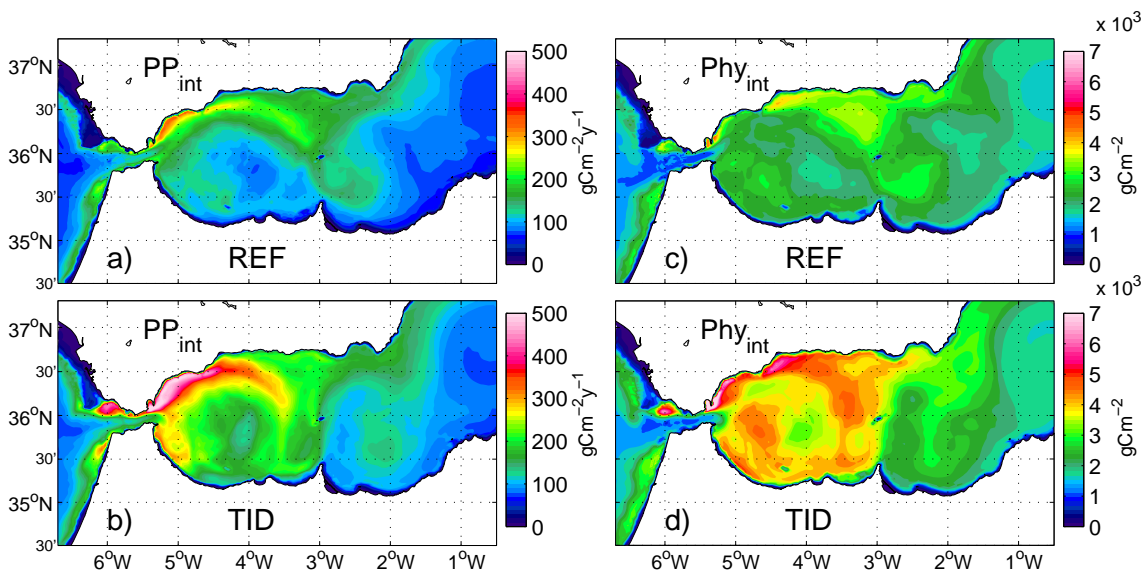 x 10³
37°N
30'
36°N
30'
35°N
30'
PP_int
a)
REF
500
400
300
200
100
0
gCm⁻²y⁻¹
Phy_int
c)
REF
7
6
5
4
3
2
1
0
gCm⁻²
x 10³
37°N
30'
36°N
30'
35°N
30'
PP_int
b)
TID
500
400
300
200
100
0
gCm⁻²y⁻¹
Phy_int
d)
TID
7
6
5
4
3
2
1
0
gCm⁻²
6°W 5°W 4°W 3°W 2°W 1°W
6°W 5°W 4°W 3°W 2°W 1°W